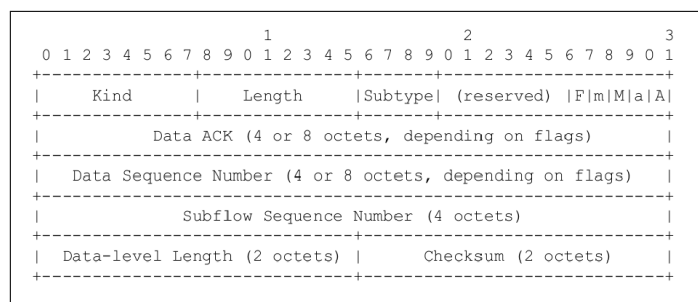 1                   2                   3
 0 1 2 3 4 5 6 7 8 9 0 1 2 3 4 5 6 7 8 9 0 1 2 3 4 5 6 7 8 9 0 1
+---------------+---------------+-------+----------------------+
|     Kind      |    Length     |Subtype| (reserved) |F|m|M|a|A|
+---------------+---------------+-------+----------------------+
|          Data ACK (4 or 8 octets, depending on flags)        |
+--------------------------------------------------------------+
|   Data Sequence Number (4 or 8 octets, depending on flags)   |
+--------------------------------------------------------------+
|              Subflow Sequence Number (4 octets)              |
+-------------------------------+------------------------------+
|  Data-level Length (2 octets) |      Checksum (2 octets)     |
+-------------------------------+------------------------------+